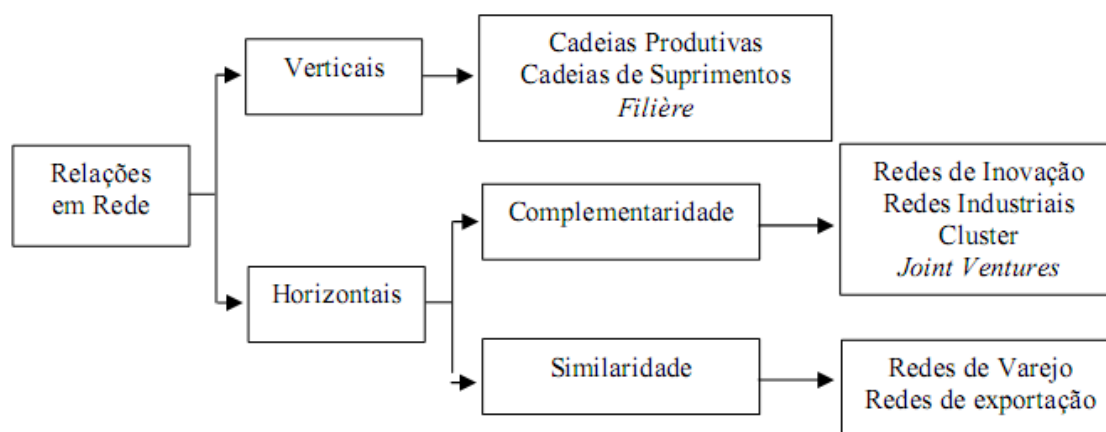 Relações
em Rede
Verticais
Cadeias Produtivas
Cadeias de Suprimentos
Filière
Horizontais
Complementaridade
Redes de Inovação
Redes Industriais
Cluster
Joint Ventures
Similaridade
Redes de Varejo
Redes de exportação